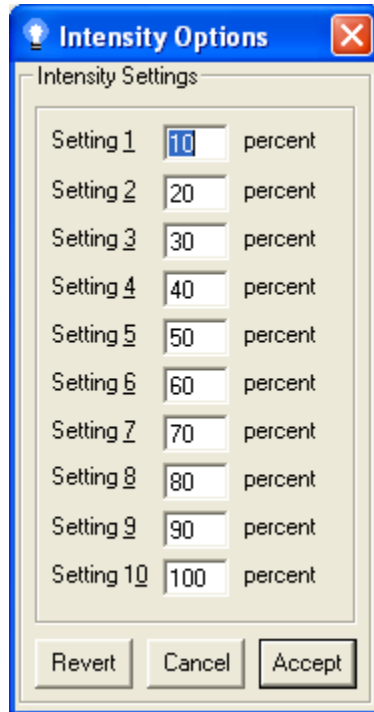 Intensity Options
Intensity Settings
Setting 1 10 percent
Setting 2 20 percent
Setting 3 30 percent
Setting 4 40 percent
Setting 5 50 percent
Setting 6 60 percent
Setting 7 70 percent
Setting 8 80 percent
Setting 9 90 percent
Setting 10 100 percent
Revert Cancel Accept